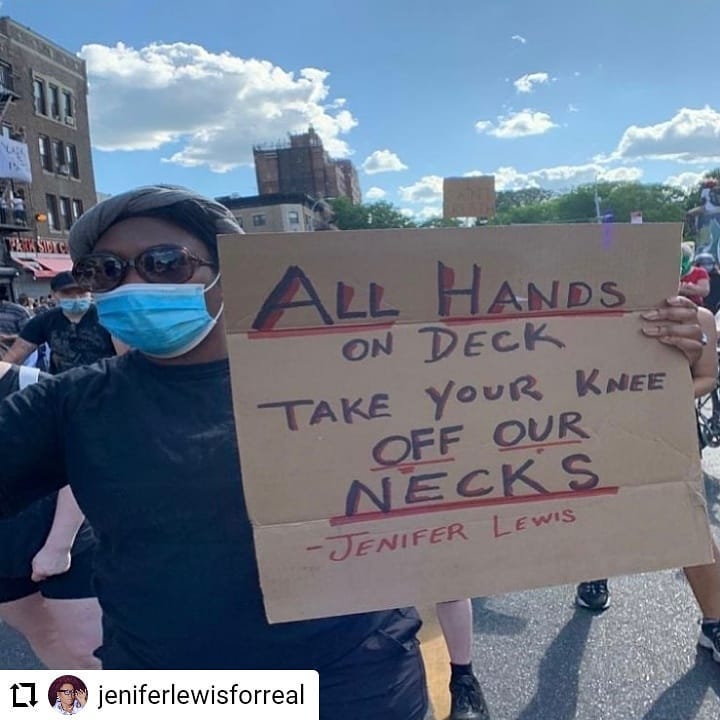 ALL HANDS
ON DECK
TAKE YOUR KNEE
OFF OUR
NECKS
-JENIFER LEWIS
jeniferlewisforreal